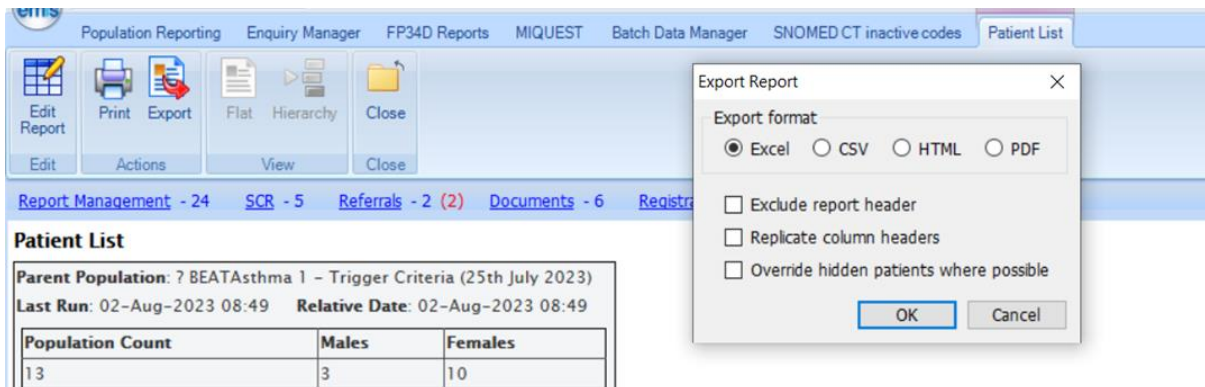 emis
Population Reporting Enquiry Manager FP34D Reports MIQUEST Batch Data Manager SNOMED CT inactive codes Patient List
Edit Report Print Export Flat Hierarchy Close
Edit Actions View Close
Report Management - 24 SCR - 5 Referrals - 2 (2) Documents - 6
Patient List
Parent Population: ? BEATAsthma 1 - Trigger Criteria (25th July 2023)
Last Run: 02-Aug-2023 08:49 Relative Date: 02-Aug-2023 08:49
Population Count Males Females
13 3 10
Export Report
Export format
Excel CSV HTML PDF
Exclude report header
Replicate column headers
Override hidden patients where possible
OK Cancel